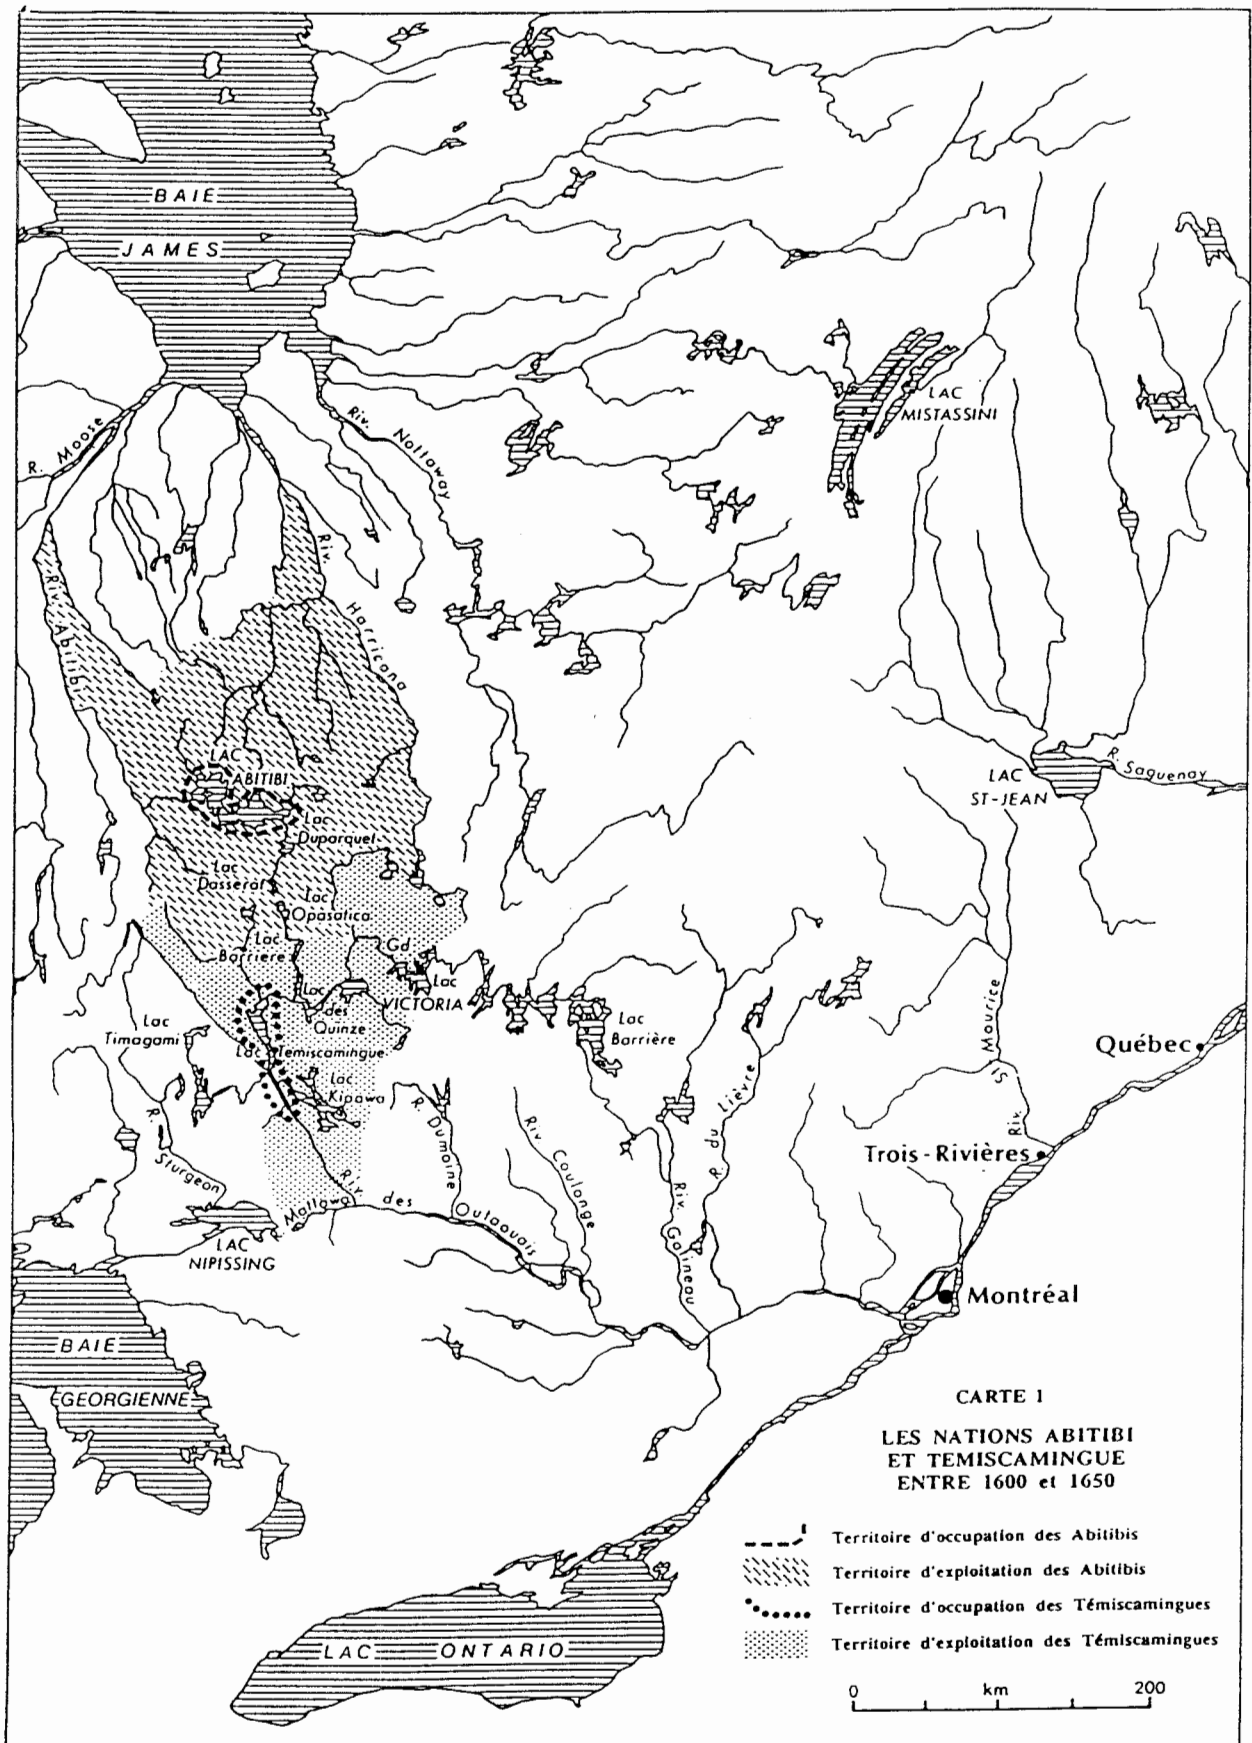 BAIE
JAMES
R. Moose
Riv. Nottaway
LAC
MISTASSINI
Riv. Abitibi
Riv. Harricana
LAC
ABITIBI
Lac
Duparquet
Lac
Dasserat
Lac
Opasatica
Lac
Barriere
Gd
Lac
VICTORIA
Lac
des
Quinze
Lac Temiscamingue
Lac
Kipawa
Lac
Timagami
R. Sturgeon
LAC
NIPISSING
Mattawa
Riv. des Outaouais
R. Dumoine
Riv. Coulonge
Riv. Gatineau
R. du Lièvre
Lac
Barrière
LAC
ST-JEAN
R. Saguenay
Riv. St Maurice
Québec
Trois-Rivières
Montréal
BAIE
GEORGIENNE
LAC ONTARIO
CARTE 1
LES NATIONS ABITIBI
ET TEMISCAMINGUE
ENTRE 1600 et 1650
Territoire d'occupation des Abitibis
Territoire d'exploitation des Abitibis
Territoire d'occupation des Témiscamingues
Territoire d'exploitation des Témiscamingues
0 km 200